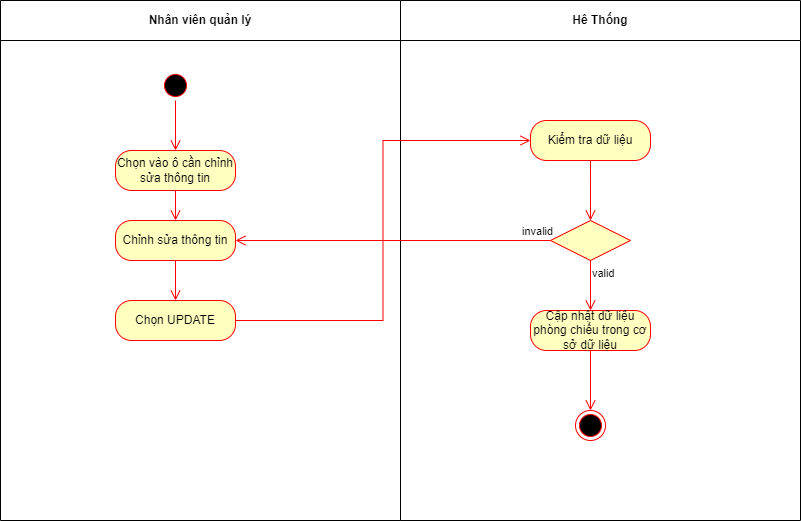 Nhân viên quản lý
Hê Thống
Chọn vào ô cần chỉnh
sửa thông tin
Chỉnh sửa thông tin
Chọn UPDATE
Kiểm tra dữ liệu
invalid
valid
Cập nhật dữ liệu
phòng chiếu trong cơ
sở dữ liệu